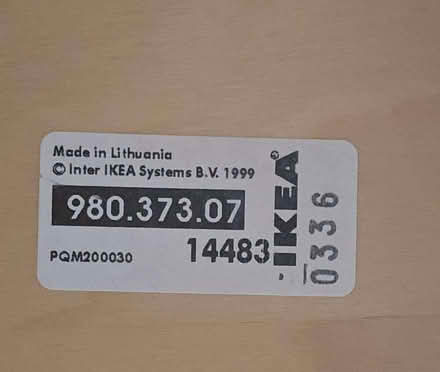 Made in Lithuania
© Inter IKEA Systems B.V. 1999
980.373.07
14483
PQM200030
IKEA®
0336